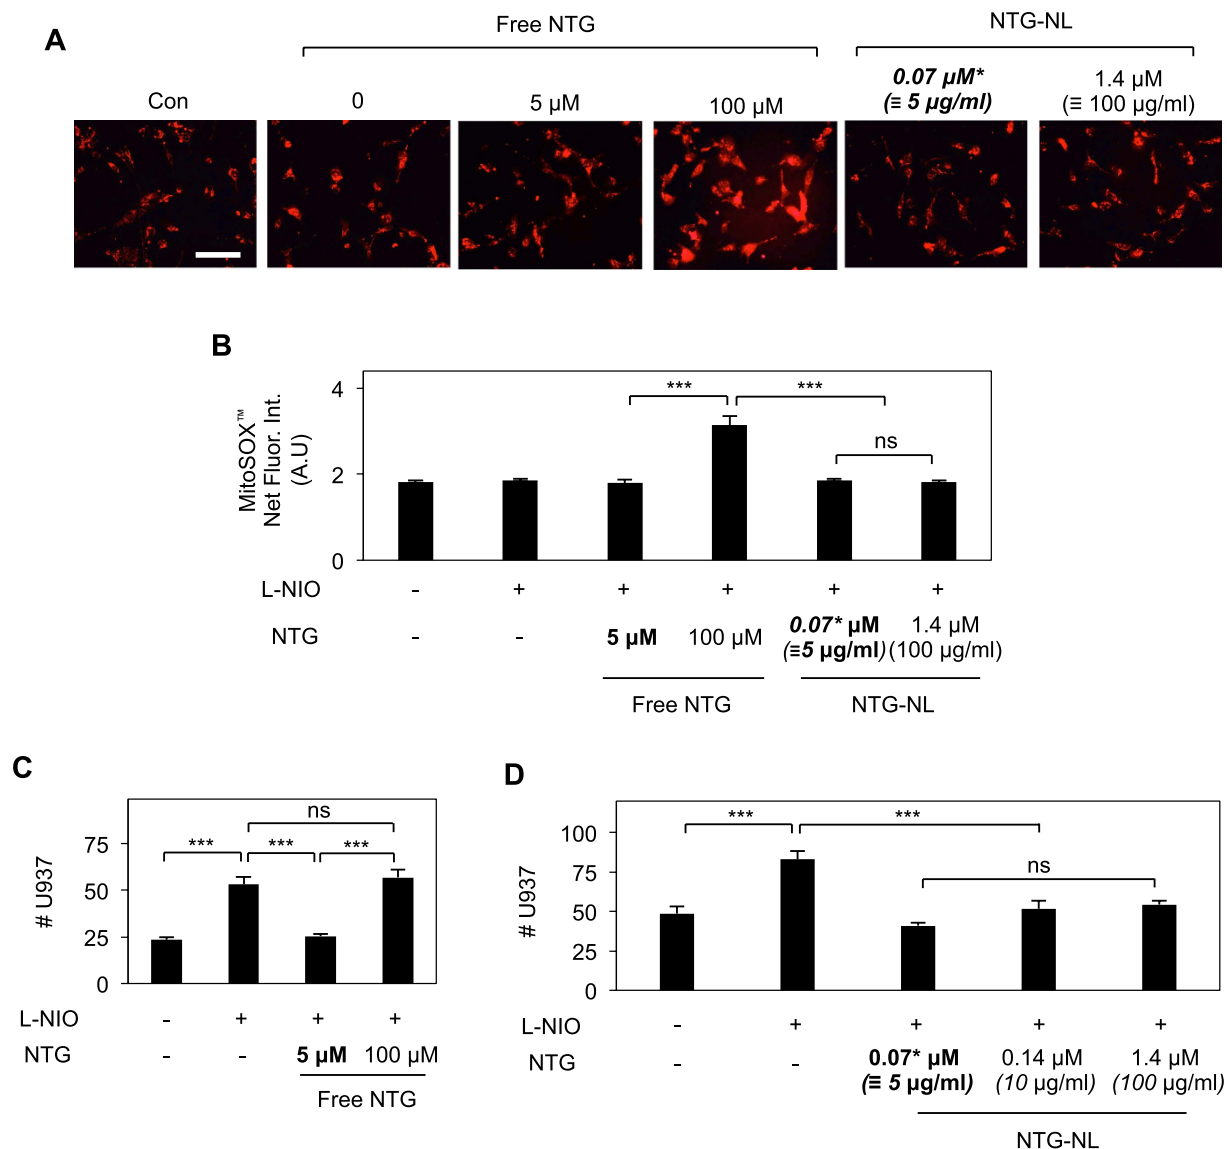 A
Free NTG
NTG-NL
Con
0
5 µM
100 µM
0.07 µM*
(≡ 5 µg/ml)
1.4 µM
(≡ 100 µg/ml)
B
MitoSOX™
Net Fluor. Int.
(A.U)
4
2
0
***
***
ns
L-NIO
-
+
+
+
+
+
NTG
-
-
5 µM
100 µM
0.07* µM
(≡5 µg/ml)
1.4 µM
(100 µg/ml)
Free NTG
NTG-NL
C
# U937
75
50
25
0
ns
***
***
***
L-NIO
-
+
+
+
NTG
-
-
5 µM
100 µM
Free NTG
D
# U937
100
75
50
25
0
***
***
ns
L-NIO
-
+
+
+
+
NTG
-
-
0.07* µM
(≡ 5 µg/ml)
0.14 µM
(10 µg/ml)
1.4 µM
(100 µg/ml)
NTG-NL